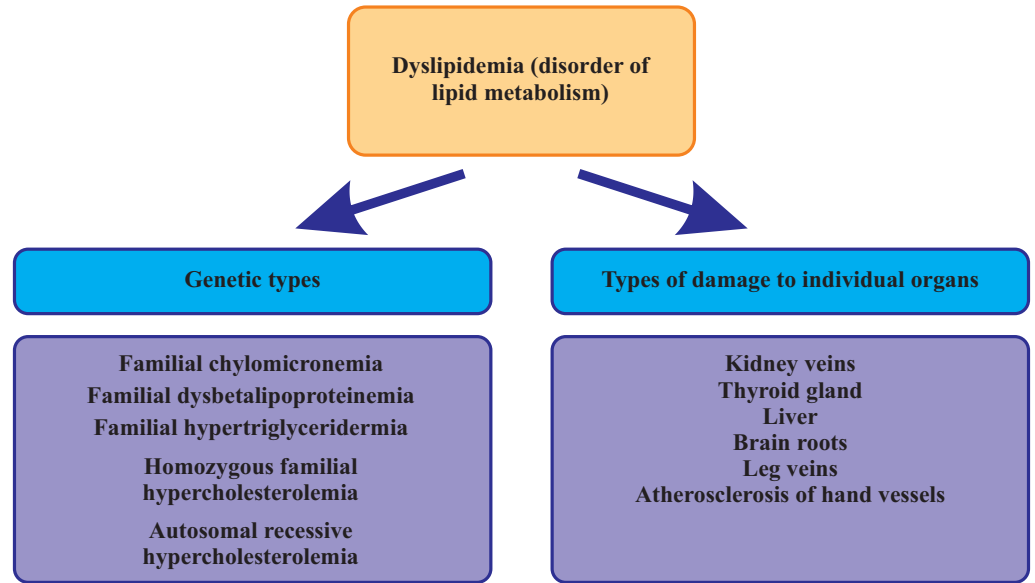 Dyslipidemia (disorder of
lipid metabolism)
Genetic types
Familial chylomicronemia
Familial dysbetalipoproteinemia
Familial hypertriglyceridermia
Homozygous familial
hypercholesterolemia
Autosomal recessive
hypercholesterolemia
Types of damage to individual organs
Kidney veins
Thyroid gland
Liver
Brain roots
Leg veins
Atherosclerosis of hand vessels